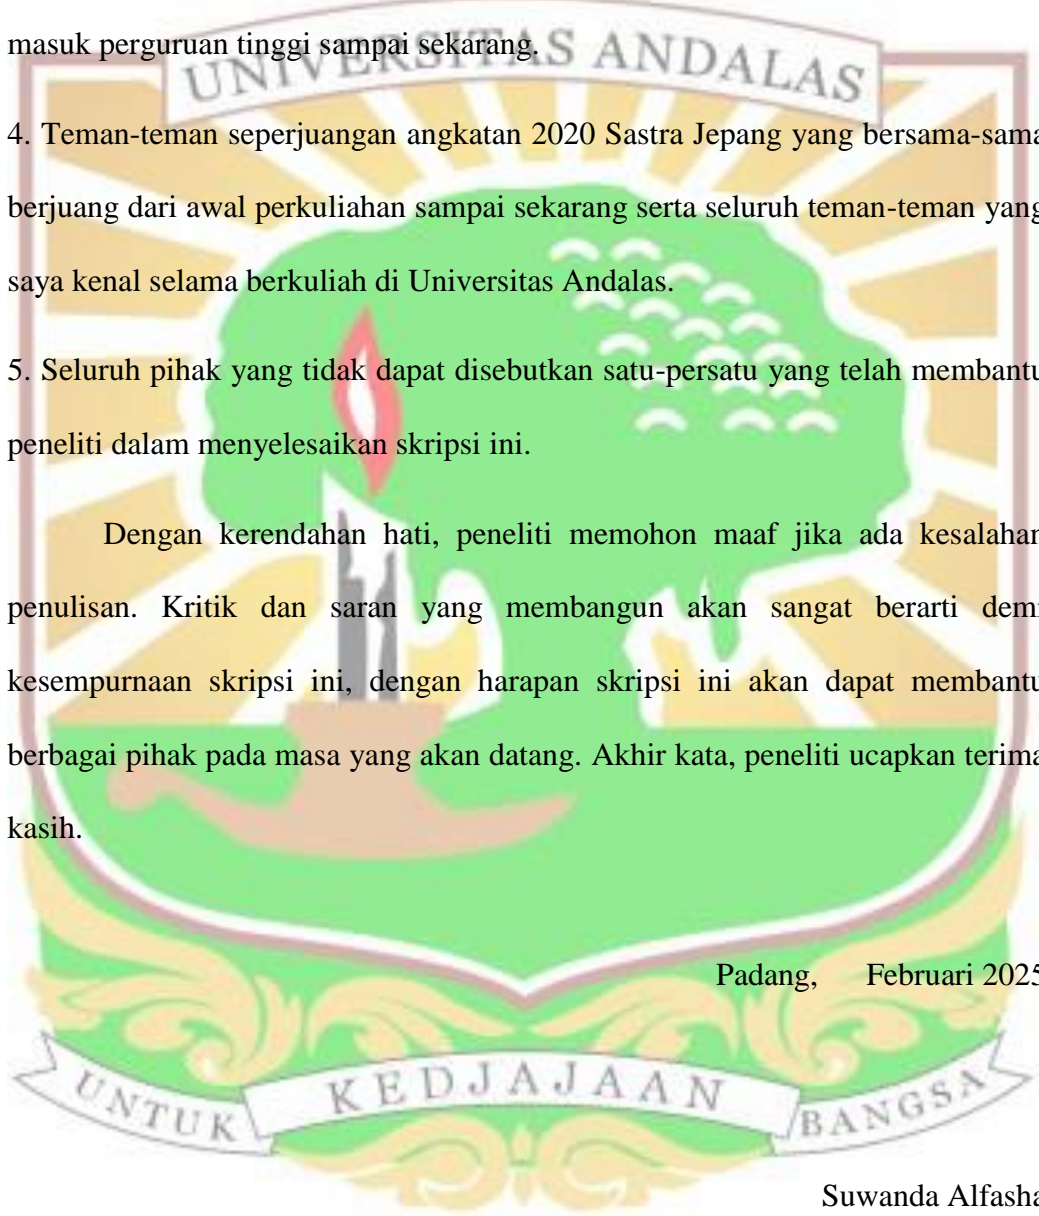 masuk perguruan tinggi sampai sekarang.
UNIVERSITAS ANDALAS
4. Teman-teman seperjuangan angkatan 2020 Sastra Jepang yang bersama-sama
berjuang dari awal perkuliahan sampai sekarang serta seluruh teman-teman yang
saya kenal selama berkuliah di Universitas Andalas.
5. Seluruh pihak yang tidak dapat disebutkan satu-persatu yang telah membantu
peneliti dalam menyelesaikan skripsi ini.
Dengan kerendahan hati, peneliti memohon maaf jika ada kesalahan
penulisan. Kritik dan saran yang membangun akan sangat berarti demi
kesempurnaan skripsi ini, dengan harapan skripsi ini akan dapat membantu
berbagai pihak pada masa yang akan datang. Akhir kata, peneliti ucapkan terima
kasih.
Padang, Februari 2025
UNTUK KEDJAJAAN BANGSA
Suwanda Alfasha